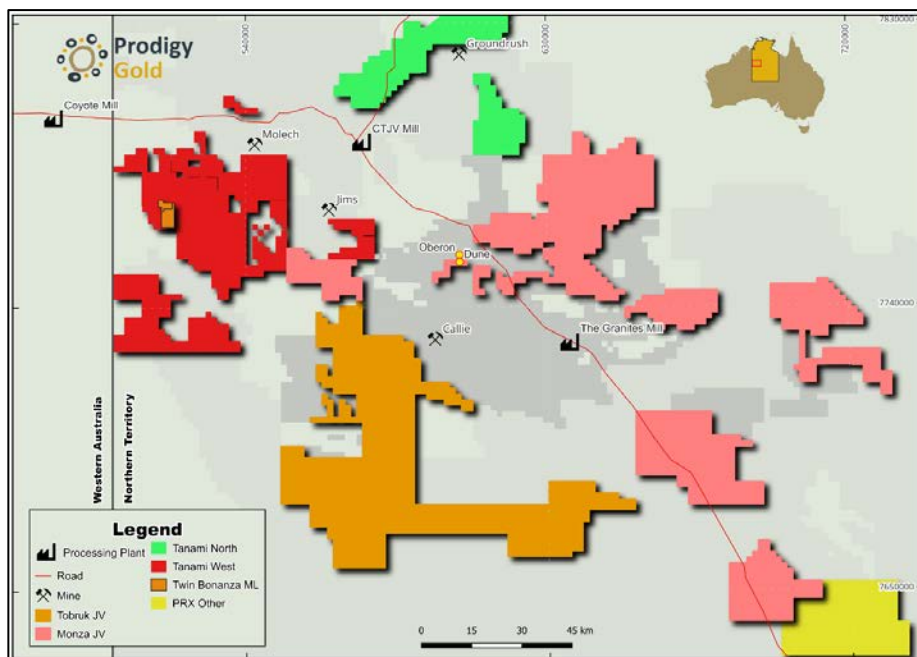 Prodigy
Gold
540000
630000
720000
7830000
Groundrush
Coyote Mill
Molech
CTJV Mill
Jims
Oberon
Dune
7740000
Callie
The Granites Mill
Western Australia
Northern Territory
Legend
Processing Plant
Road
Mine
Tobruk JV
Monza JV
Tanami North
Tanami West
Twin Bonanza ML
PRX Other
7650000
0 15 30 45 km